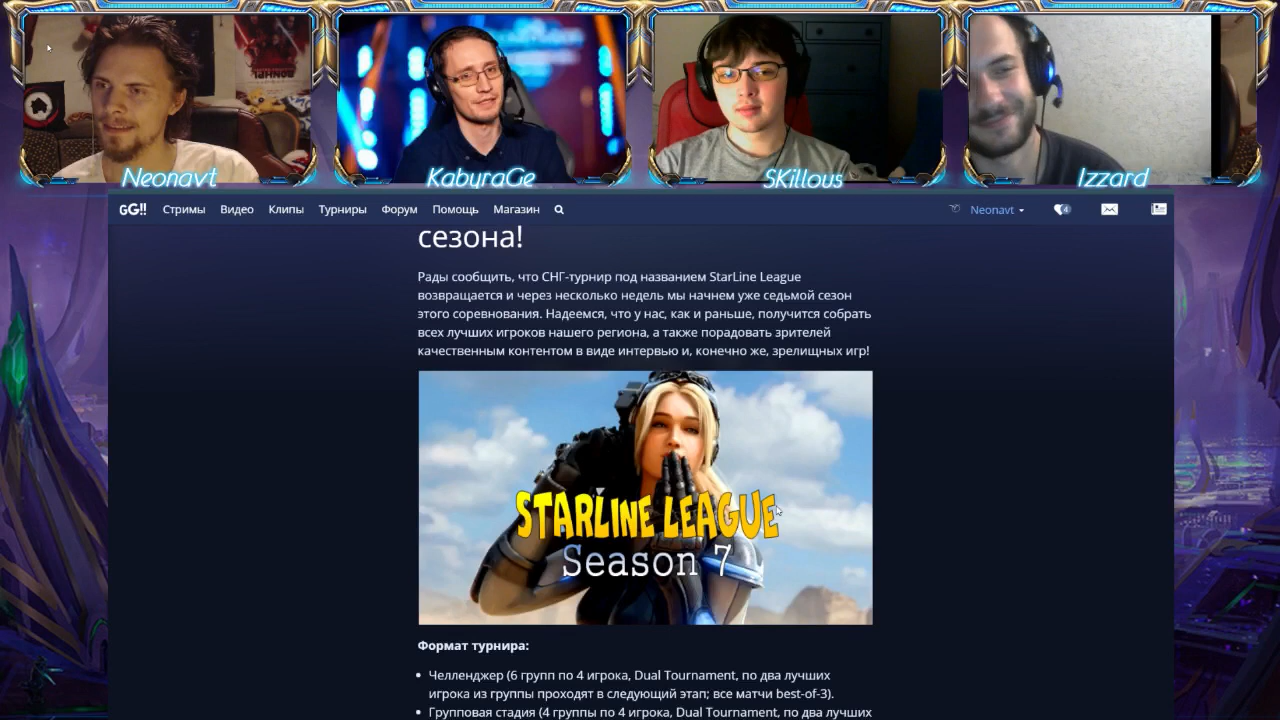 Neonavt
KabyraGe
SKillous
Izzard
GG!! Стримы Видео Клипы Турниры Форум Помощь Магазин Neonavt 4
сезона!
Рады сообщить, что СНГ-турнир под названием StarLine League
возвращается и через несколько недель мы начнем уже седьмой сезон
этого соревнования. Надеемся, что у нас, как и раньше, получится собрать
всех лучших игроков нашего региона, а также порадовать зрителей
качественным контентом в виде интервью и, конечно же, зрелищных игр!
STARLINE LEAGUE
Season 7
Формат турнира:
• Челленджер (6 групп по 4 игрока, Dual Tournament, по два лучших
игрока из группы проходят в следующий этап; все матчи best-of-3).
• Групповая стадия (4 группы по 4 игрока, Dual Tournament, по два лучших